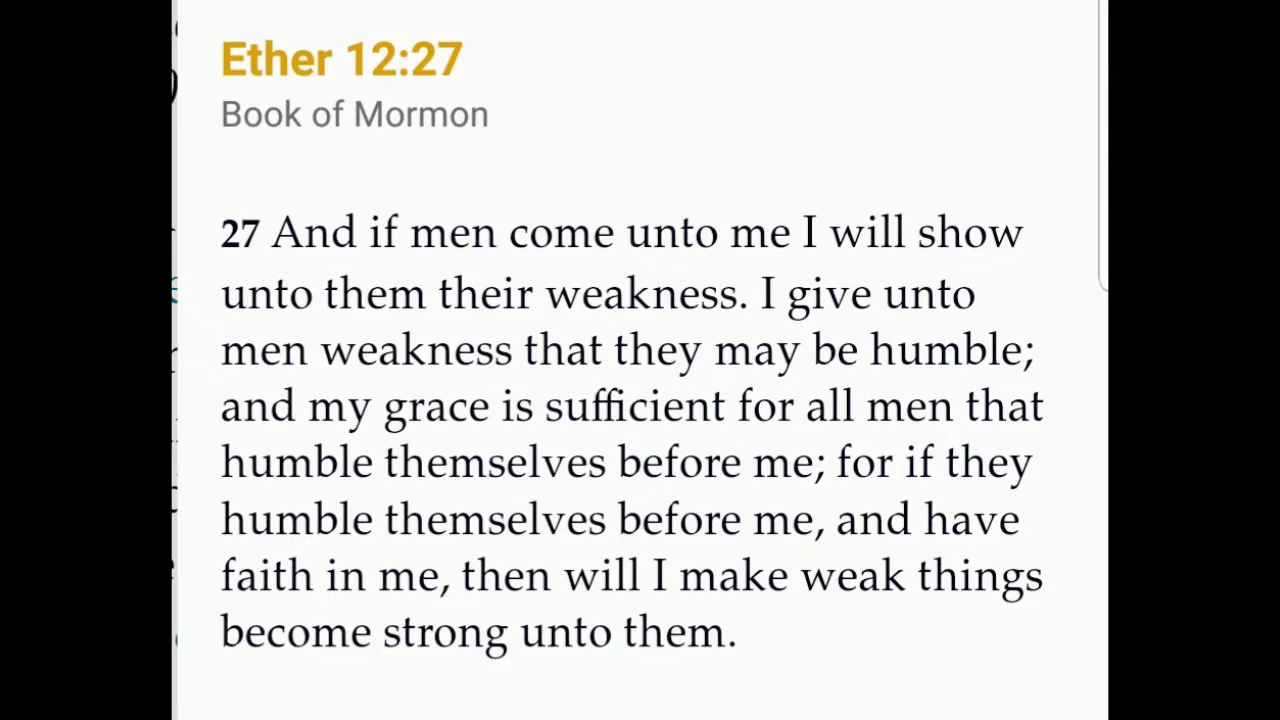 Ether 12:27
Book of Mormon
27 And if men come unto me I will show
unto them their weakness. I give unto
men weakness that they may be humble;
and my grace is sufficient for all men that
humble themselves before me; for if they
humble themselves before me, and have
faith in me, then will I make weak things
become strong unto them.